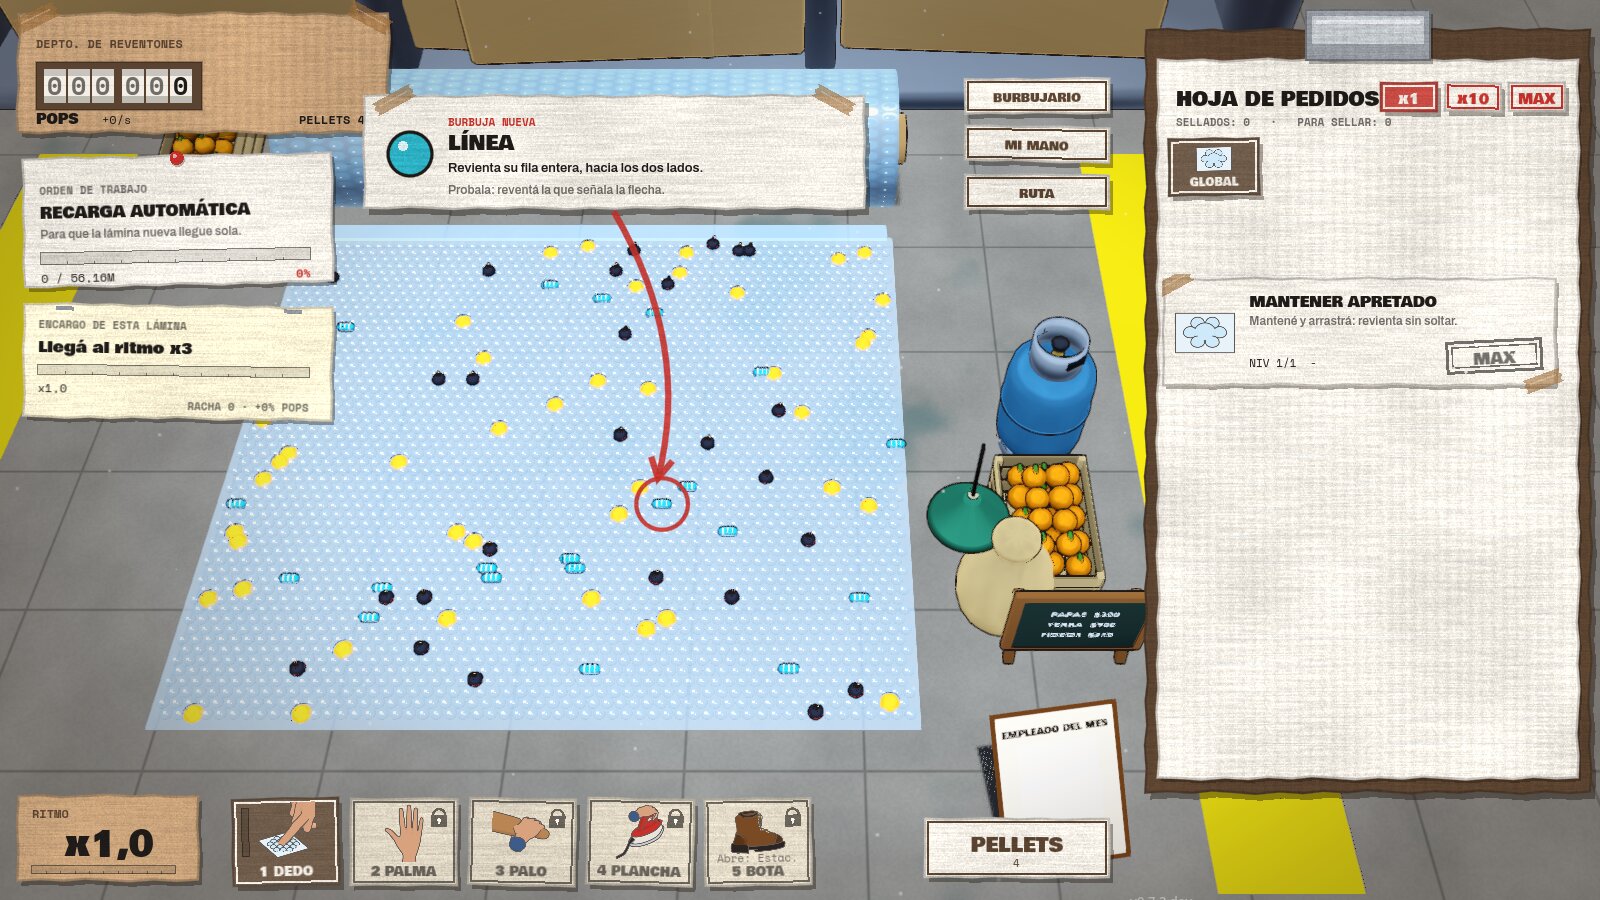 DEPTO. DE REVENTONES
000 000
POPS +0/s PELLETS 4
ORDEN DE TRABAJO
RECARGA AUTOMÁTICA
Para que la lámina nueva llegue sola.
0 / 56.16M 0%
ENCARGO DE ESTA LÁMINA
Llegá al ritmo x3
x1.0
RACHA 0 · +0% POPS
BURBUJA NUEVA
LÍNEA
Revienta su fila entera, hacia los dos lados.
Probala: reventá la que señala la flecha.
BURBUJARIO
MI MANO
RUTA
HOJA DE PEDIDOS x1 x10 MAX
SELLADOS: 0 · PARA SELLAR: 0
GLOBAL
MANTENER APRETADO
Mantené y arrastrá: revienta sin soltar.
NIV 1/1 -
MAX
EMPLEADO DEL MES
RITMO
x1,0
1 DEDO
2 PALMA
3 PALO
4 PLANCHA
Abre: Estac.
5 BOTA
PELLETS
4